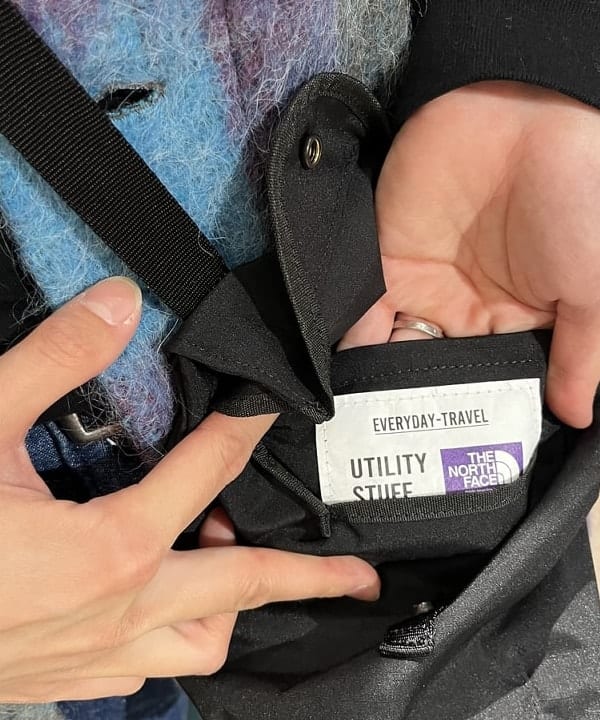 EVERYDAY-TRAVEL
UTILITY
STUFF
THE
NORTH
FACE